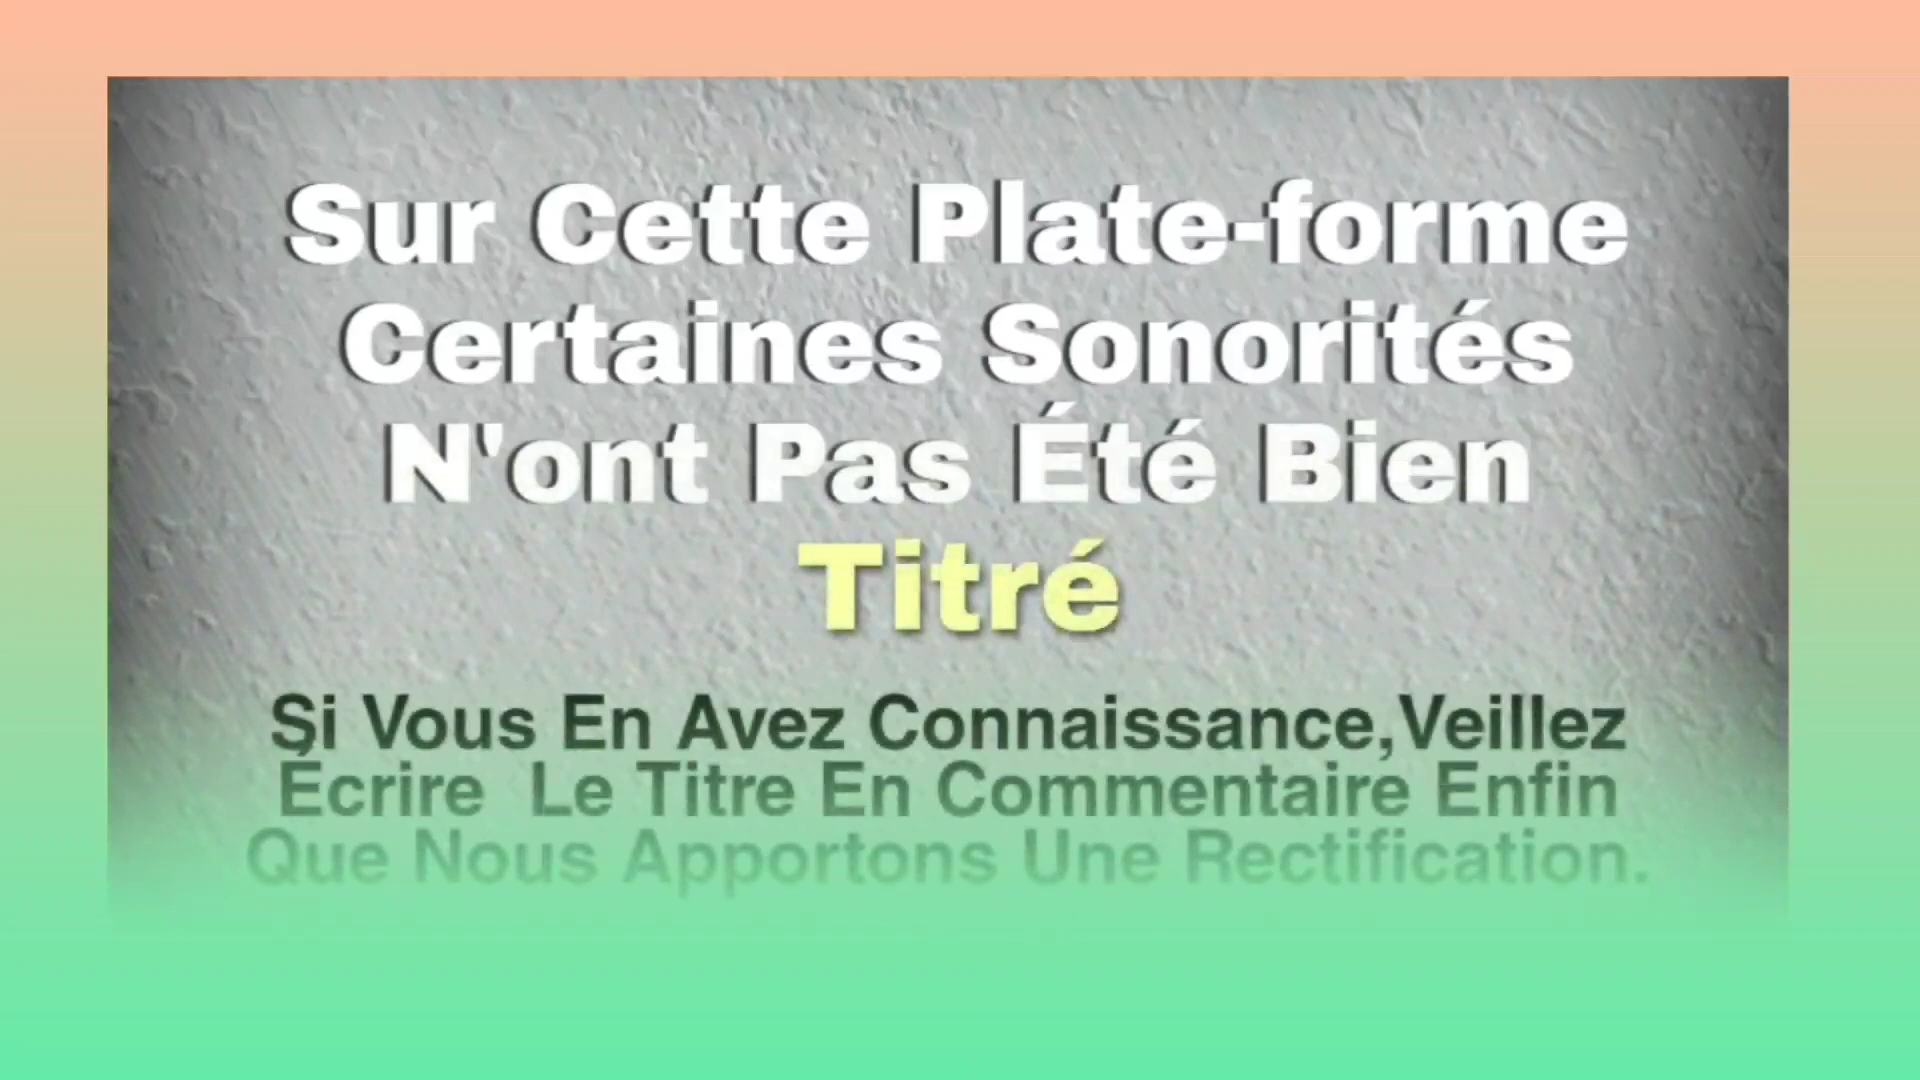 Sur Cette Plate-forme
Certaines Sonorités
N'ont Pas Été Bien
Titré
Si Vous En Avez Connaissance,Veillez
Écrire  Le Titre En Commentaire Enfin
Que Nous Apportons Une Rectification.